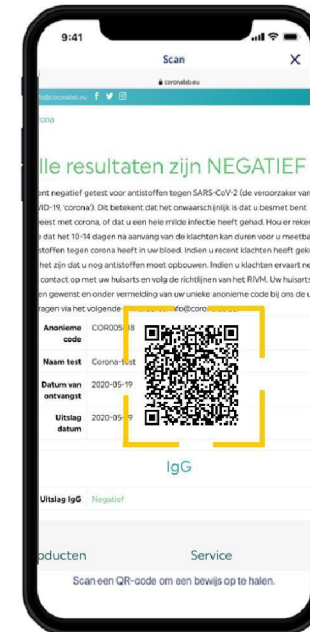 9:41
Scan
X
coronalab.eu
lle resultaten zijn NEGATIEF
ent negatief getest voor antistoffen tegen SARS-CoV-2 (de veroorzaker van
VID-19, 'corona'). Dit betekent dat het onwaarschijnlijk is dat u besmet bent
weest met corona, of dat u een hele milde infectie heeft gehad. Hou er reken
e dat het 10-14 dagen na aanvang van de klachten kan duren voor u meetba
stoffen tegen corona heeft in uw bloed. Indien u recent klachten heeft geha
het zijn dat u nog antistoffen moet opbouwen. Indien u klachten ervaart ne
contact op met uw huisarts en volg de richtlijnen van het RIVM. Uw huisarts
en gewenst en onder vermelding van uw unieke anonieme code bij ons de u
ragen via het volgende
Anonieme code
Naam test Corona-test
Datum van ontvangst 2020-05-19
Uitslag datum
IgG
Uitslag IgG Negatief
oducten Service
Scan een QR-code om een bewijs op te halen.